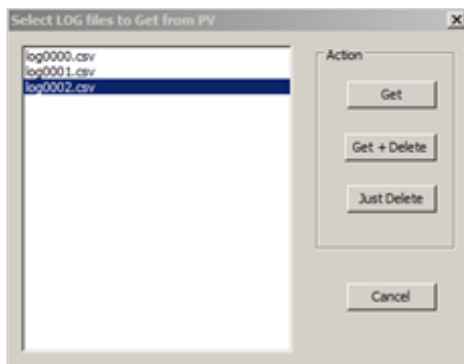 Select LOG files to Get from PV
log0000.csv
log0001.csv
log0002.csv
Action
Get
Get + Delete
Just Delete
Cancel